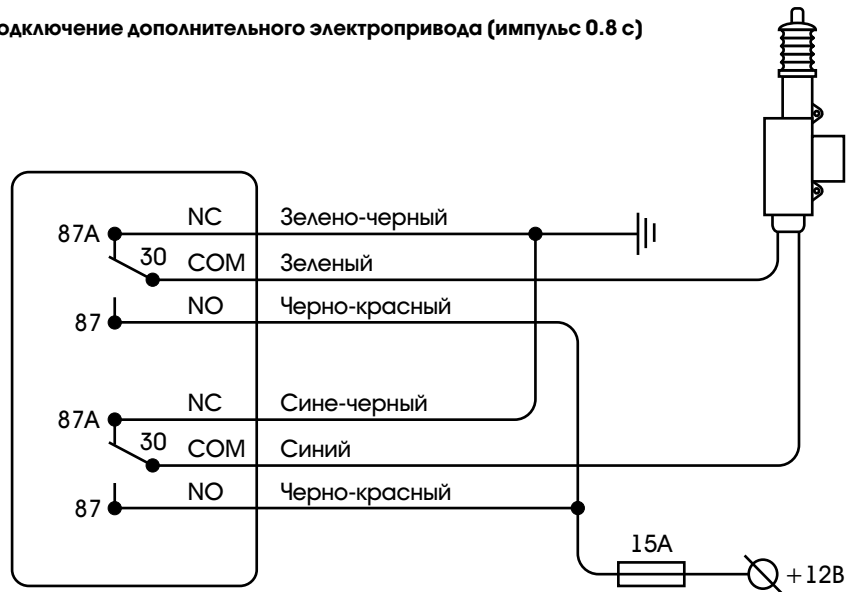 одключение дополнительного электропривода (импульс 0.8 с)
NC Зелено-черный
87A
30 COM Зеленый
NO Черно-красный
87
NC Сине-черный
87A
30 COM Синий
NO Черно-красный
87
15A
+12В